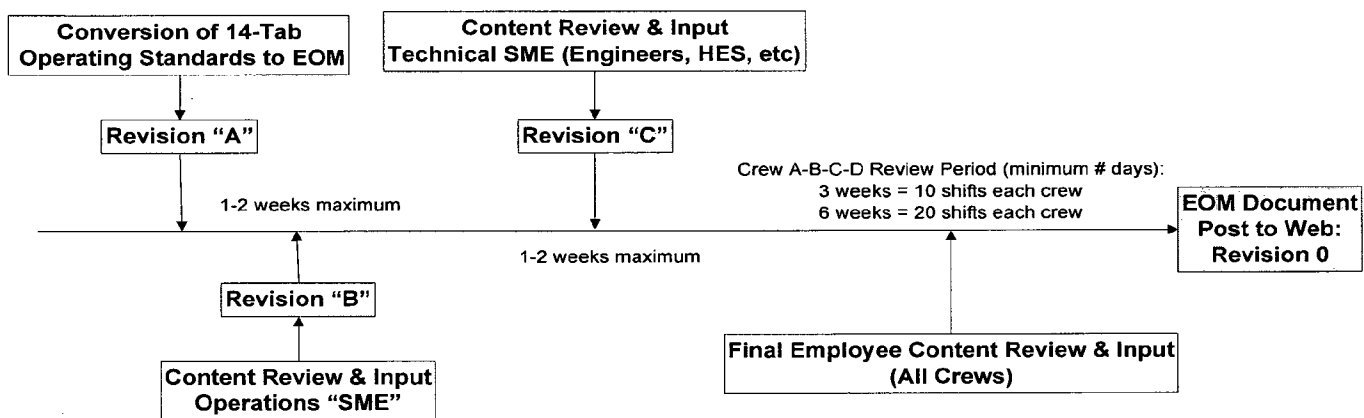 Conversion of 14-Tab
Operating Standards to EOM
Content Review & Input
Technical SME (Engineers, HES, etc)
Revision “A”
Revision “C”
Crew A-B-C-D Review Period (minimum # days):
3 weeks = 10 shifts each crew
6 weeks = 20 shifts each crew
1-2 weeks maximum
EOM Document
Post to Web:
Revision 0
1-2 weeks maximum
Revision “B”
Final Employee Content Review & Input
(All Crews)
Content Review & Input
Operations “SME”